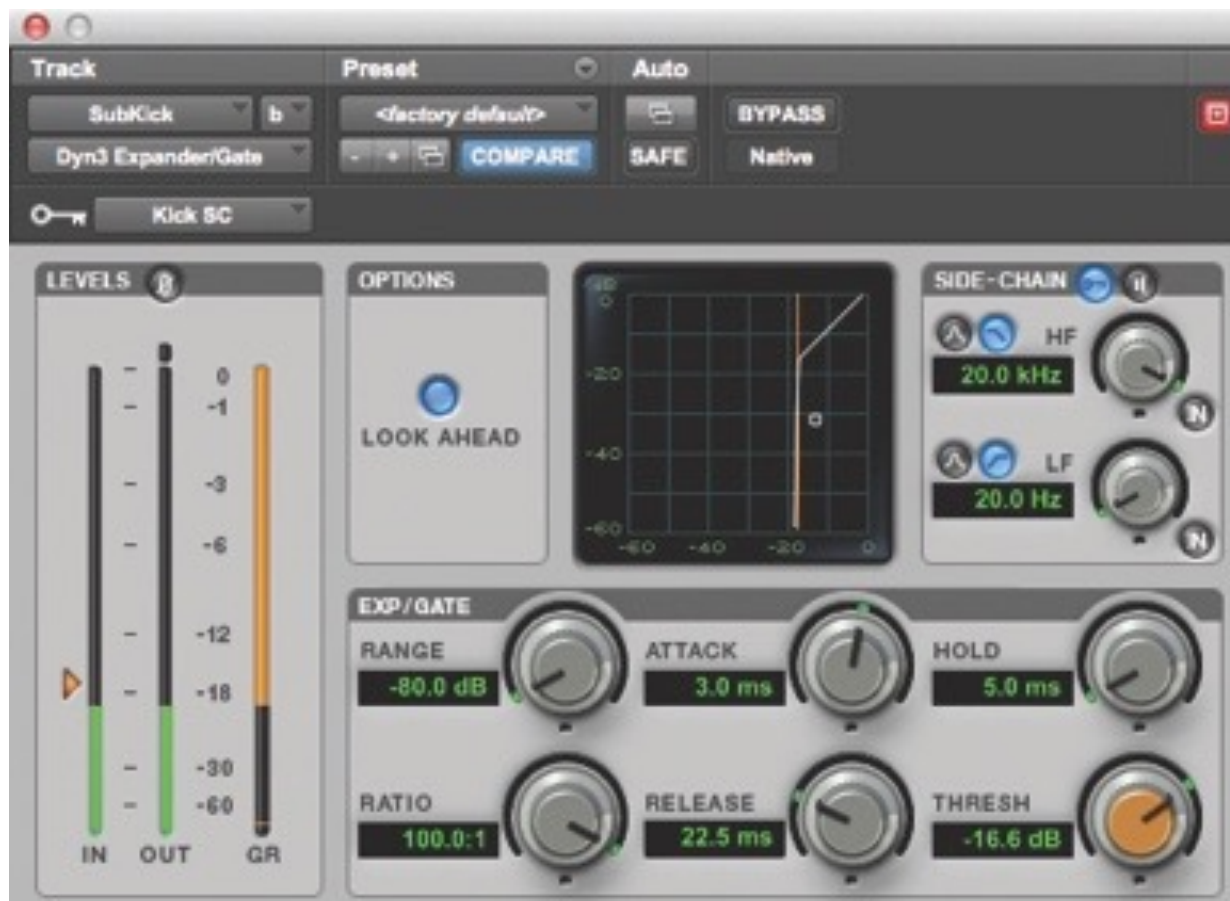 Track Preset Auto
SubKick b <factory default> BYPASS
Dyn3 Expander/Gate - + COMPARE SAFE Native
Kick SC
LEVELS
0
-1
-3
-6
-12
-18
-30
-60
IN OUT GR
OPTIONS
LOOK AHEAD
dB
0
-20
-40
-60
-60 -40 -20 0
SIDE-CHAIN
HF
20.0 kHz
IN
LF
20.0 Hz
IN
EXP/GATE
RANGE ATTACK HOLD
-80.0 dB 3.0 ms 5.0 ms
RATIO RELEASE THRESH
100.0:1 22.5 ms -16.6 dB